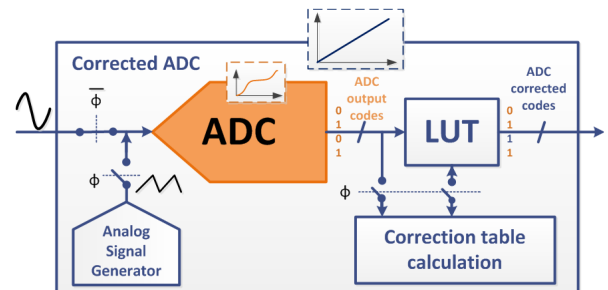 Corrected ADC
ADC
output
codes
ADC
corrected
codes
φ
ADC
0
1
0
1
LUT
0
1
1
1
φ
φ
Analog
Signal
Generator
Correction table
calculation